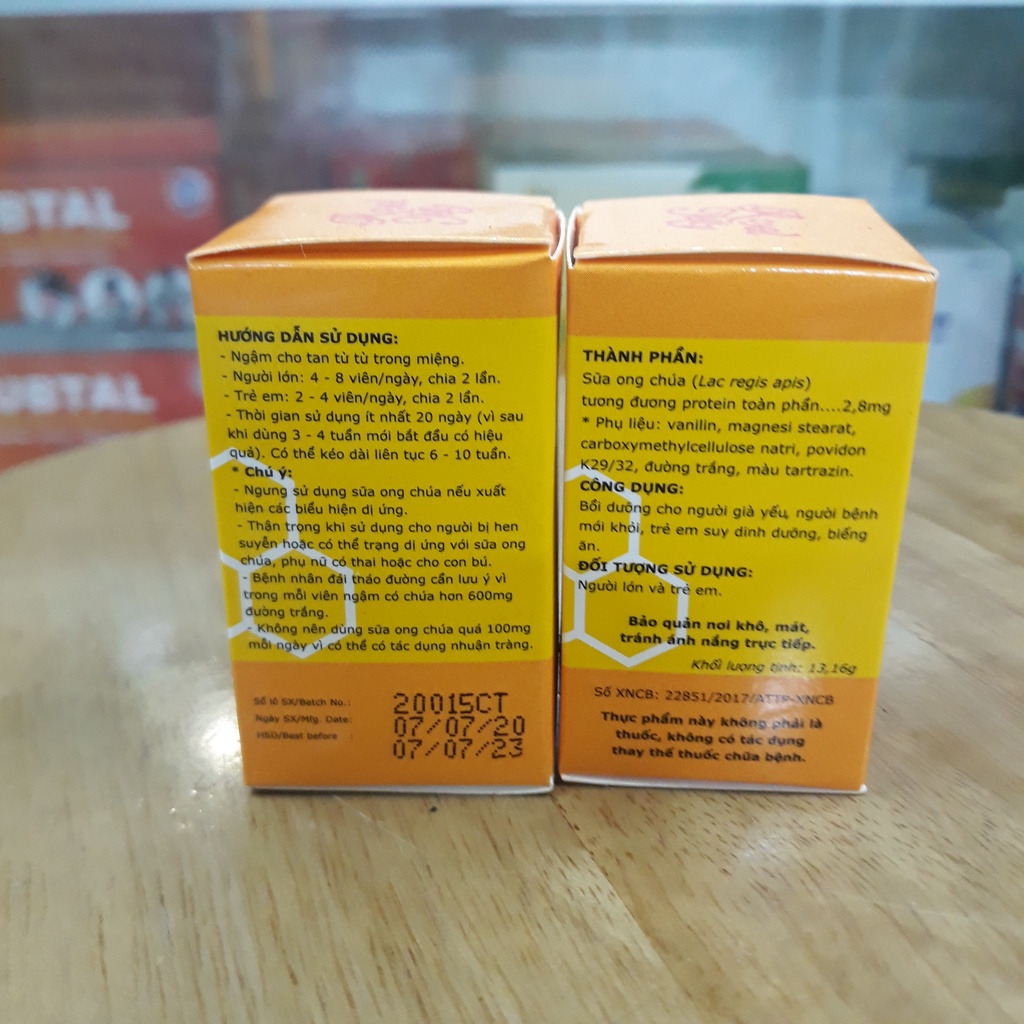 BTAL
UBTAL
HƯỚNG DẪN SỬ DỤNG:
- Ngậm cho tan từ từ trong miệng.
- Người lớn: 4 - 8 viên/ngày, chia 2 lần.
- Trẻ em: 2 - 4 viên/ngày, chia 2 lần.
- Thời gian sử dụng ít nhất 20 ngày (vì sau
khi dùng 3 - 4 tuần mới bắt đầu có hiệu
quả). Có thể kéo dài liên tục 6 - 10 tuần.
* Chú ý:
- Ngưng sử dụng sữa ong chúa nếu xuất
hiện các biểu hiện dị ứng.
- Thận trọng khi sử dụng cho người bị hen
suyễn hoặc có thể trạng dị ứng với sữa ong
chúa, phụ nữ có thai hoặc cho con bú.
- Bệnh nhân đái tháo đường cần lưu ý vì
trong mỗi viên ngậm có chứa hơn 600mg
đường trắng.
- Không nên dùng sữa ong chúa quá 100mg
mỗi ngày vì có thể có tác dụng nhuận tràng.
Số lô SX/Batch No.: 20015CT
Ngày SX/Mfg. Date: 07/07/20
HSD/Best before : 07/07/23
THÀNH PHẦN:
Sữa ong chúa (Lac regis apis)
tương đương protein toàn phần....2,8mg
* Phụ liệu: vanilin, magnesi stearat,
carboxymethylcellulose natri, povidon
K29/32, đường trắng, màu tartrazin.
CÔNG DỤNG:
Bồi dưỡng cho người già yếu, người bệnh
mới khỏi, trẻ em suy dinh dưỡng, biếng
ăn.
ĐỐI TƯỢNG SỬ DỤNG:
Người lớn và trẻ em.
Bảo quản nơi khô, mát,
tránh ánh nắng trực tiếp.
Khối lượng tịnh: 13,16g
Số XNCB: 22851/2017/ATTP-XNCB
Thực phẩm này không phải là
thuốc, không có tác dụng
thay thế thuốc chữa bệnh.